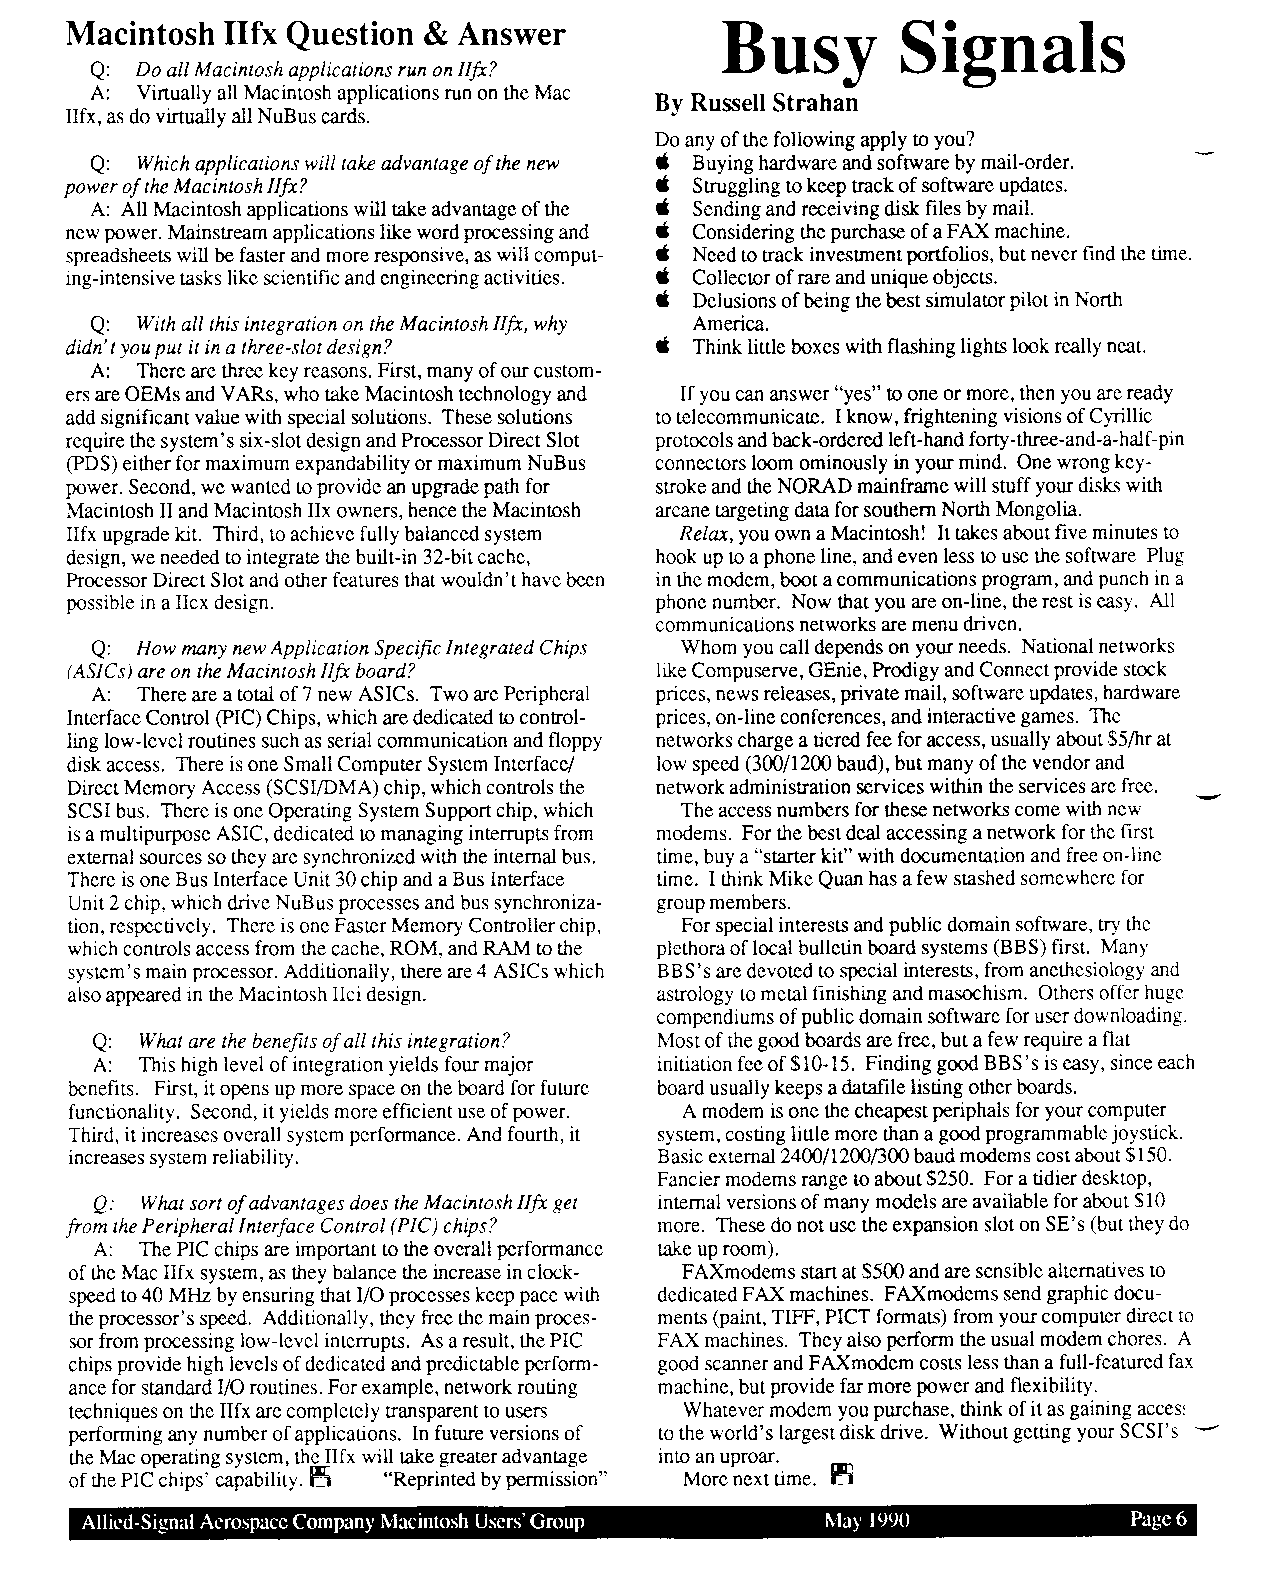 Macintosh IIfx Question & Answer
Q: Do all Macintosh applications run on IIfx?
A: Virtually all Macintosh applications run on the Mac
IIfx, as do virtually all NuBus cards.
Q: Which applications will take advantage of the new
power of the Macintosh IIfx?
A: All Macintosh applications will take advantage of the
new power. Mainstream applications like word processing and
spreadsheets will be faster and more responsive, as will comput-
ing-intensive tasks like scientific and engineering activities.
Q: With all this integration on the Macintosh IIfx, why
didn't you put it in a three-slot design?
A: There are three key reasons. First, many of our custom-
ers are OEMs and VARs, who take Macintosh technology and
add significant value with special solutions. These solutions
require the system's six-slot design and Processor Direct Slot
(PDS) either for maximum expandability or maximum NuBus
power. Second, we wanted to provide an upgrade path for
Macintosh II and Macintosh IIx owners, hence the Macintosh
IIfx upgrade kit. Third, to achieve fully balanced system
design, we needed to integrate the built-in 32-bit cache,
Processor Direct Slot and other features that wouldn't have been
possible in a IIcx design.
Q: How many new Application Specific Integrated Chips
(ASICs) are on the Macintosh IIfx board?
A: There are a total of 7 new ASICs. Two are Peripheral
Interface Control (PIC) Chips, which are dedicated to control-
ling low-level routines such as serial communication and floppy
disk access. There is one Small Computer System Interface/
Direct Memory Access (SCSI/DMA) chip, which controls the
SCSI bus. There is one Operating System Support chip, which
is a multipurpose ASIC, dedicated to managing interrupts from
external sources so they are synchronized with the internal bus.
There is one Bus Interface Unit 30 chip and a Bus Interface
Unit 2 chip, which drive NuBus processes and bus synchroniza-
tion, respectively. There is one Faster Memory Controller chip,
which controls access from the cache, ROM, and RAM to the
system's main processor. Additionally, there are 4 ASICs which
also appeared in the Macintosh IIci design.
Q: What are the benefits of all this integration?
A: This high level of integration yields four major
benefits. First, it opens up more space on the board for future
functionality. Second, it yields more efficient use of power.
Third, it increases overall system performance. And fourth, it
increases system reliability.
Q: What sort of advantages does the Macintosh IIfx get
from the Peripheral Interface Control (PIC) chips?
A: The PIC chips are important to the overall performance
of the Mac IIfx system, as they balance the increase in clock-
speed to 40 MHz by ensuring that I/O processes keep pace with
the processor's speed. Additionally, they free the main proces-
sor from processing low-level interrupts. As a result, the PIC
chips provide high levels of dedicated and predictable perform-
ance for standard I/O routines. For example, network routing
techniques on the IIfx are completely transparent to users
performing any number of applications. In future versions of
the Mac operating system, the IIfx will take greater advantage
of the PIC chips' capability. "Reprinted by permission"
Busy Signals
By Russell Strahan
Do any of the following apply to you?
Buying hardware and software by mail-order.
Struggling to keep track of software updates.
Sending and receiving disk files by mail.
Considering the purchase of a FAX machine.
Need to track investment portfolios, but never find the time.
Collector of rare and unique objects.
Delusions of being the best simulator pilot in North
America.
Think little boxes with flashing lights look really neat.
If you can answer "yes" to one or more, then you are ready
to telecommunicate. I know, frightening visions of Cyrillic
protocols and back-ordered left-hand forty-three-and-a-half-pin
connectors loom ominously in your mind. One wrong key-
stroke and the NORAD mainframe will stuff your disks with
arcane targeting data for southern North Mongolia.
Relax, you own a Macintosh! It takes about five minutes to
hook up to a phone line, and even less to use the software Plug
in the modem, boot a communications program, and punch in a
phone number. Now that you are on-line, the rest is easy. All
communications networks are menu driven.
Whom you call depends on your needs. National networks
like Compuserve, GEnie, Prodigy and Connect provide stock
prices, news releases, private mail, software updates, hardware
prices, on-line conferences, and interactive games. The
networks charge a tiered fee for access, usually about $5/hr at
low speed (300/1200 baud), but many of the vendor and
network administration services within the services are free.
The access numbers for these networks come with new
modems. For the best deal accessing a network for the first
time, buy a "starter kit" with documentation and free on-line
time. I think Mike Quan has a few stashed somewhere for
group members.
For special interests and public domain software, try the
plethora of local bulletin board systems (BBS) first. Many
BBS's are devoted to special interests, from anethesiology and
astrology to metal finishing and masochism. Others offer huge
compendiums of public domain software for user downloading.
Most of the good boards are free, but a few require a flat
initiation fee of $10-15. Finding good BBS's is easy, since each
board usually keeps a datafile listing other boards.
A modem is one the cheapest periphals for your computer
system, costing little more than a good programmable joystick.
Basic external 2400/1200/300 baud modems cost about $150.
Fancier modems range to about $250. For a tidier desktop,
internal versions of many models are available for about $10
more. These do not use the expansion slot on SE's (but they do
take up room).
FAXmodems start at $500 and are sensible alternatives to
dedicated FAX machines. FAXmodems send graphic docu-
ments (paint, TIFF, PICT formats) from your computer direct to
FAX machines. They also perform the usual modem chores. A
good scanner and FAXmodem costs less than a full-featured fax
machine, but provide far more power and flexibility.
Whatever modem you purchase, think of it as gaining access
to the world's largest disk drive. Without getting your SCSI's
into an uproar.
More next time.
Allied-Signal Aerospace Company Macintosh Users' Group May 1990 Page 6